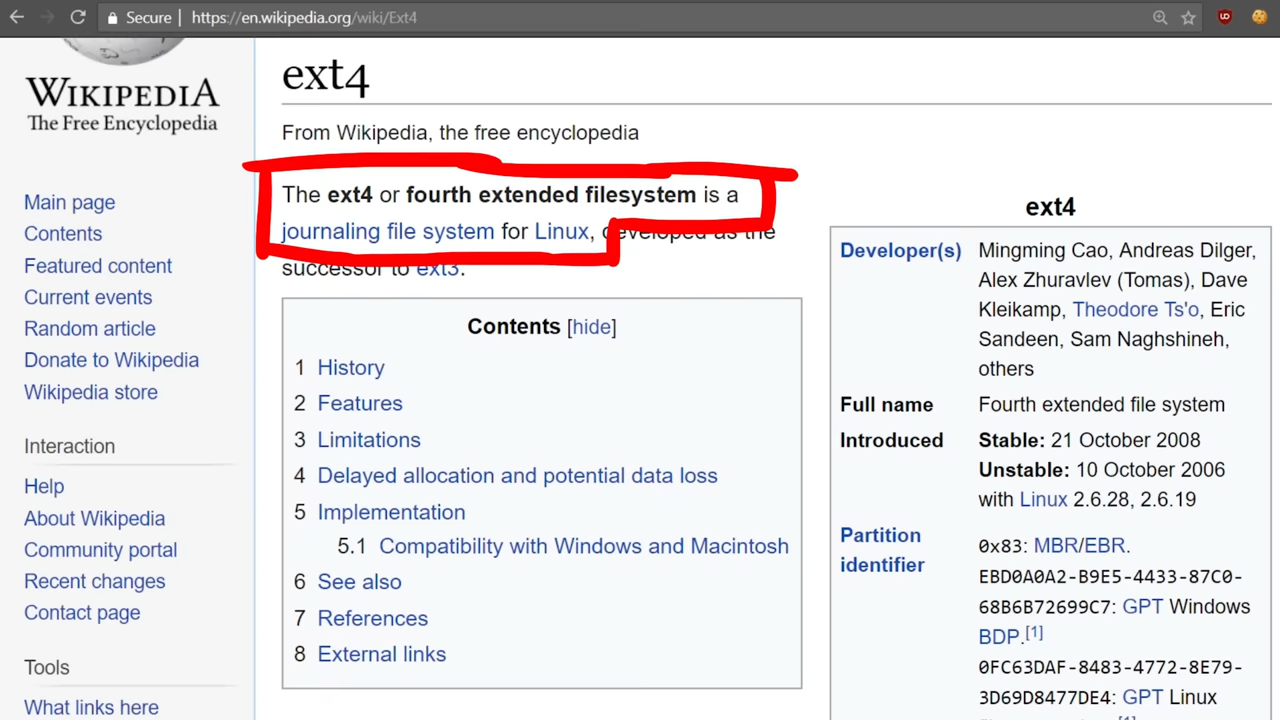 Secure | https://en.wikipedia.org/wiki/Ext4
WIKIPEDIA
The Free Encyclopedia
Main page
Contents
Featured content
Current events
Random article
Donate to Wikipedia
Wikipedia store
Interaction
Help
About Wikipedia
Community portal
Recent changes
Contact page
Tools
What links here
ext4
From Wikipedia, the free encyclopedia
The ext4 or fourth extended filesystem is a
journaling file system for Linux, developed as the
successor to ext3.
Contents [hide]
1 History
2 Features
3 Limitations
4 Delayed allocation and potential data loss
5 Implementation
5.1 Compatibility with Windows and Macintosh
6 See also
7 References
8 External links
ext4
Developer(s) Mingming Cao, Andreas Dilger,
Alex Zhuravlev (Tomas), Dave
Kleikamp, Theodore Ts'o, Eric
Sandeen, Sam Naghshineh,
others
Full name Fourth extended file system
Introduced Stable: 21 October 2008
Unstable: 10 October 2006
with Linux 2.6.28, 2.6.19
Partition identifier 0x83: MBR/EBR.
EBD0A0A2-B9E5-4433-87C0-
68B6B72699C7: GPT Windows
BDP.[1]
0FC63DAF-8483-4772-8E79-
3D69D8477DE4: GPT Linux